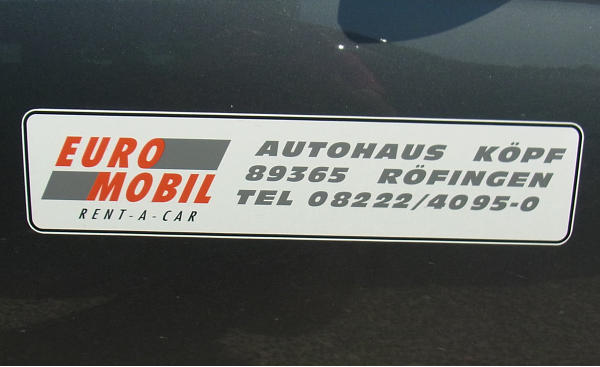 EURO
MOBIL
RENT-A-CAR
AUTOHAUS KÖPF
89365 RÖFINGEN
TEL 08222/4095-0